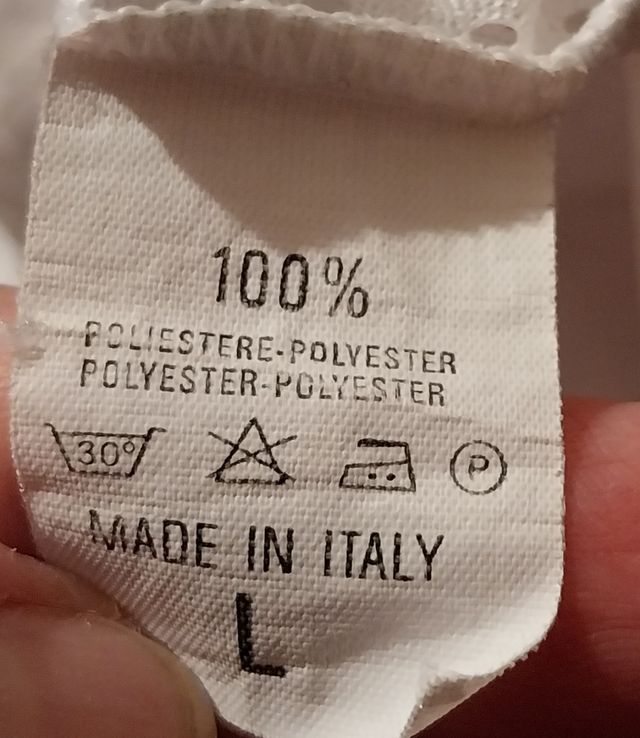 100%
POLIESTERE-POLYESTER
POLYESTER-POLYESTER
30° P
MADE IN ITALY
L